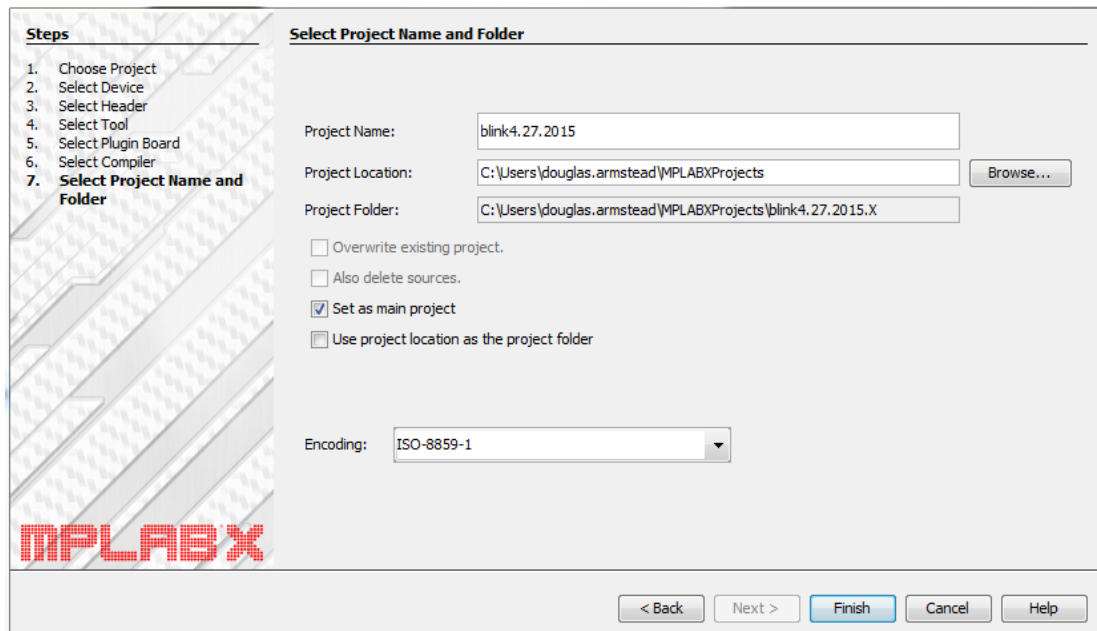 Steps
1. Choose Project
2. Select Device
3. Select Header
4. Select Tool
5. Select Plugin Board
6. Select Compiler
7. Select Project Name and
Folder
MPLAB X
Select Project Name and Folder
Project Name: blink4.27.2015
Project Location: C:\Users\douglas.armstead\MPLABXProjects Browse...
Project Folder: C:\Users\douglas.armstead\MPLABXProjects\blink4.27.2015.X
Overwrite existing project.
Also delete sources.
Set as main project
Use project location as the project folder
Encoding: ISO-8859-1
< Back Next > Finish Cancel Help